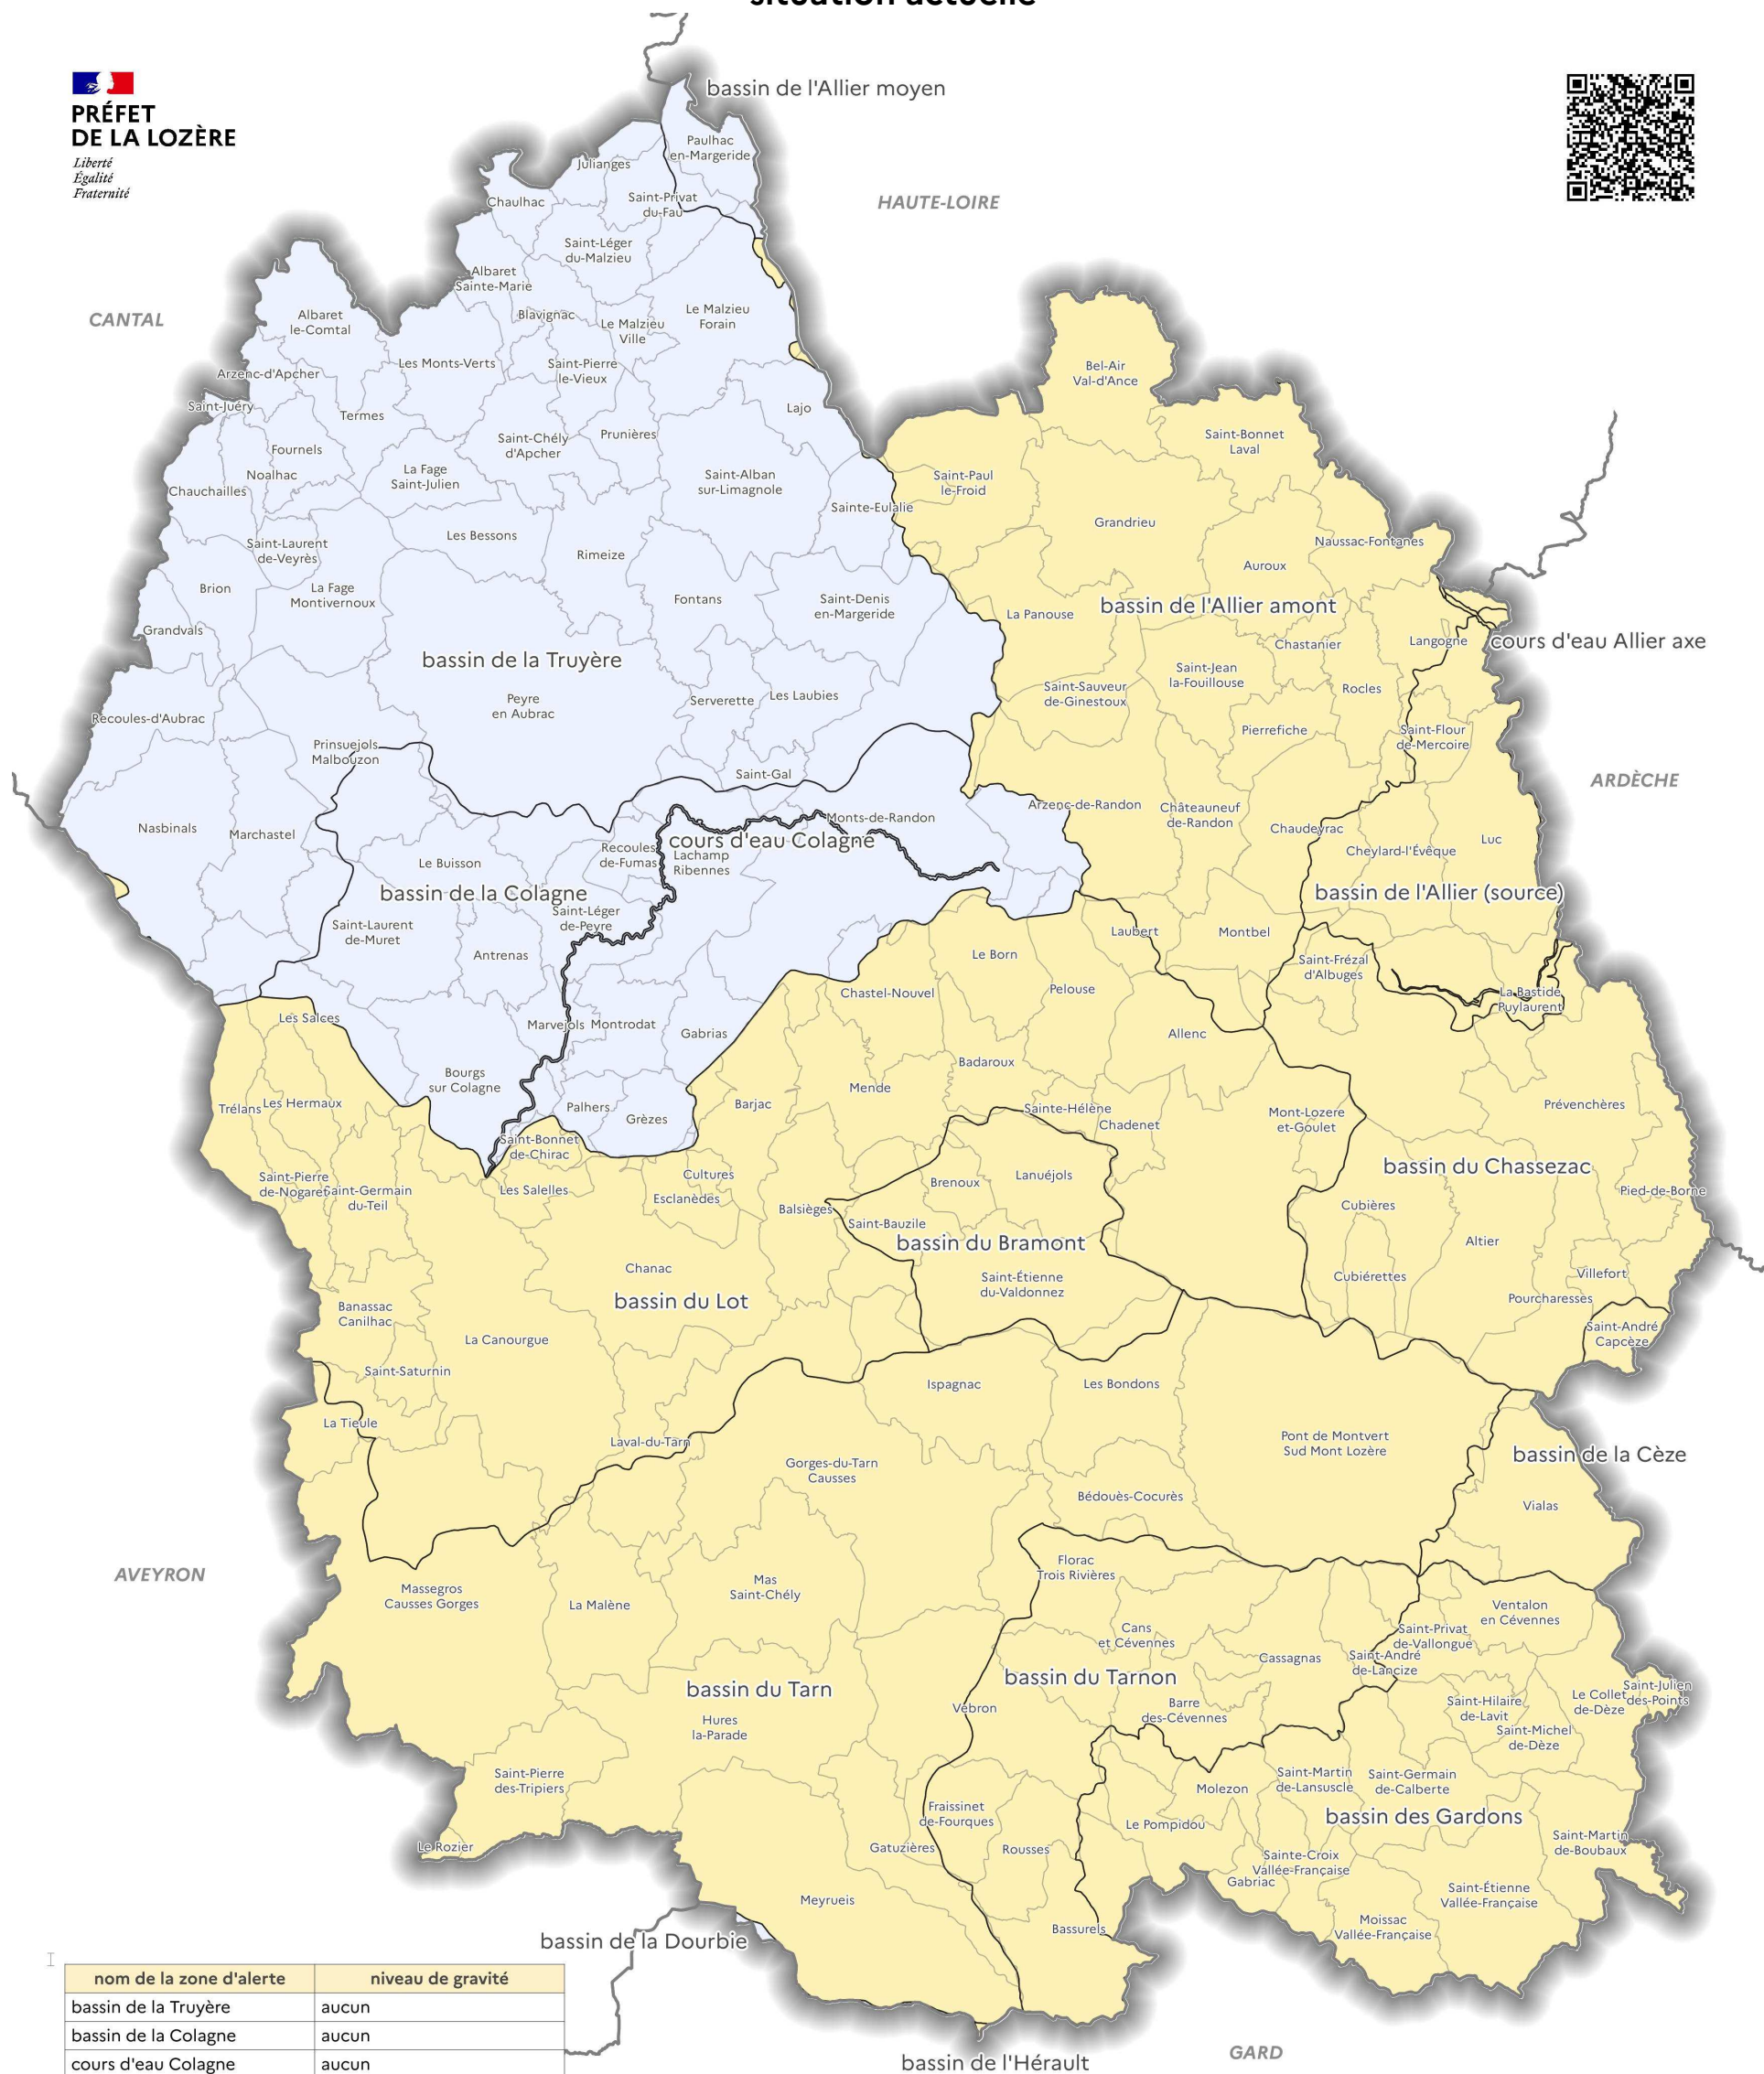 situation actuelle
PRÉFET
DE LA LOZÈRE
Liberté
Égalité
Fraternité
bassin de l'Allier moyen
HAUTE-LOIRE
CANTAL
ARDÈCHE
AVEYRON
GARD
Paulhac
en-Margeride
Julianges
Saint-Privat
du-Fau
Chaulhac
Saint-Léger
du-Malzieu
Albaret
Sainte-Marie
Albaret
le-Comtal
Blavignac
Le Malzieu
Ville
Le Malzieu
Forain
Les Monts-Verts
Saint-Pierre
le-Vieux
Arzenc-d'Apcher
Saint-Juéry
Termes
Lajo
Fournels
Saint-Chély
d'Apcher
Prunières
Noalhac
La Fage
Saint-Julien
Saint-Alban
sur-Limagnole
Chauchailles
Sainte-Eulalie
Saint-Laurent
de-Veyrès
Les Bessons
Rimeize
Brion
La Fage
Montivernoux
Fontans
Saint-Denis
en-Margeride
Grandvals
bassin de la Truyère
Peyre
en Aubrac
Serverette
Les Laubies
Recoules-d'Aubrac
Prinsuejols
Malbouzon
Saint-Gal
Nasbinals
Marchastel
Monts-de-Randon
cours d'eau Colagne
Recoules
de-Fumas
Lachamp
Ribennes
Le Buisson
bassin de la Colagne
Saint-Léger
de-Peyre
Saint-Laurent
de-Muret
Antrenas
Les Salces
Marvejols
Montrodat
Gabrias
Bourgs
sur Colagne
Palhers
Grèzes
Saint-Bonnet
de-Chirac
Bel-Air
Val-d'Ance
Saint-Bonnet
Laval
Saint-Paul
le-Froid
Grandrieu
Naussac-Fontanes
Auroux
La Panouse
bassin de l'Allier amont
Chastanier
Langogne
cours d'eau Allier axe
Saint-Jean
la-Fouillouse
Saint-Sauveur
de-Ginestoux
Rocles
Pierrefiche
Saint-Flour
de-Mercoire
Arzenc-de-Randon
Châteauneuf
de-Randon
Chaudeyrac
Cheylard-l'Évêque
Luc
bassin de l'Allier (source)
Laubert
Montbel
Saint-Frézal
d'Albuges
La Bastide
Puylaurent
Le Born
Chastel-Nouvel
Pelouse
Allenc
Badaroux
Mende
Barjac
Sainte-Hélène
Chadenet
Mont-Lozere
et-Goulet
Prévenchères
bassin du Chassezac
Trélans
Les Hermaux
Saint-Pierre
de-Nogaret
Saint-Germain
du-Teil
Les Salelles
Cultures
Esclanèdes
Balsièges
Brenoux
Lanuéjols
Saint-Bauzile
bassin du Bramont
Saint-Étienne
du-Valdonnez
Cubières
Pied-de-Borne
Altier
Cubiérettes
Villefort
Pourcharesses
Saint-André
Capcèze
Chanac
bassin du Lot
Banassac
Canilhac
La Canourgue
Saint-Saturnin
La Tieule
Laval-du-Tarn
Ispagnac
Les Bondons
Pont de Montvert
Sud Mont Lozère
bassin de la Cèze
Gorges-du-Tarn
Causses
Bédouès-Cocurès
Vialas
Florac
Trois Rivières
Massegros
Causses Gorges
La Malène
Mas
Saint-Chély
Cans
et Cévennes
Ventalon
en Cévennes
Saint-Privat
de-Vallongue
Cassagnas
Saint-André
de-Lancize
bassin du Tarnon
bassin du Tarn
Hures
la-Parade
Vebron
Barre
des-Cévennes
Saint-Hilaire
de-Lavit
Le Collet
de-Dèze
Saint-Julien
des-Points
Saint-Michel
de-Dèze
Saint-Pierre
des-Tripiers
Molezon
Saint-Martin
de-Lansuscle
Saint-Germain
de-Calberte
bassin des Gardons
Fraissinet
de-Fourques
Le Pompidou
Le Rozier
Gatuzières
Rousses
Sainte-Croix
Vallée-Française
Gabriac
Saint-Martin
de-Boubaux
Saint-Étienne
Vallée-Française
Meyrueis
Bassurels
Moissac
Vallée-Française
bassin de la Dourbie
bassin de l'Hérault
nom de la zone d'alerte niveau de gravité
bassin de la Truyère aucun
bassin de la Colagne aucun
cours d'eau Colagne aucun